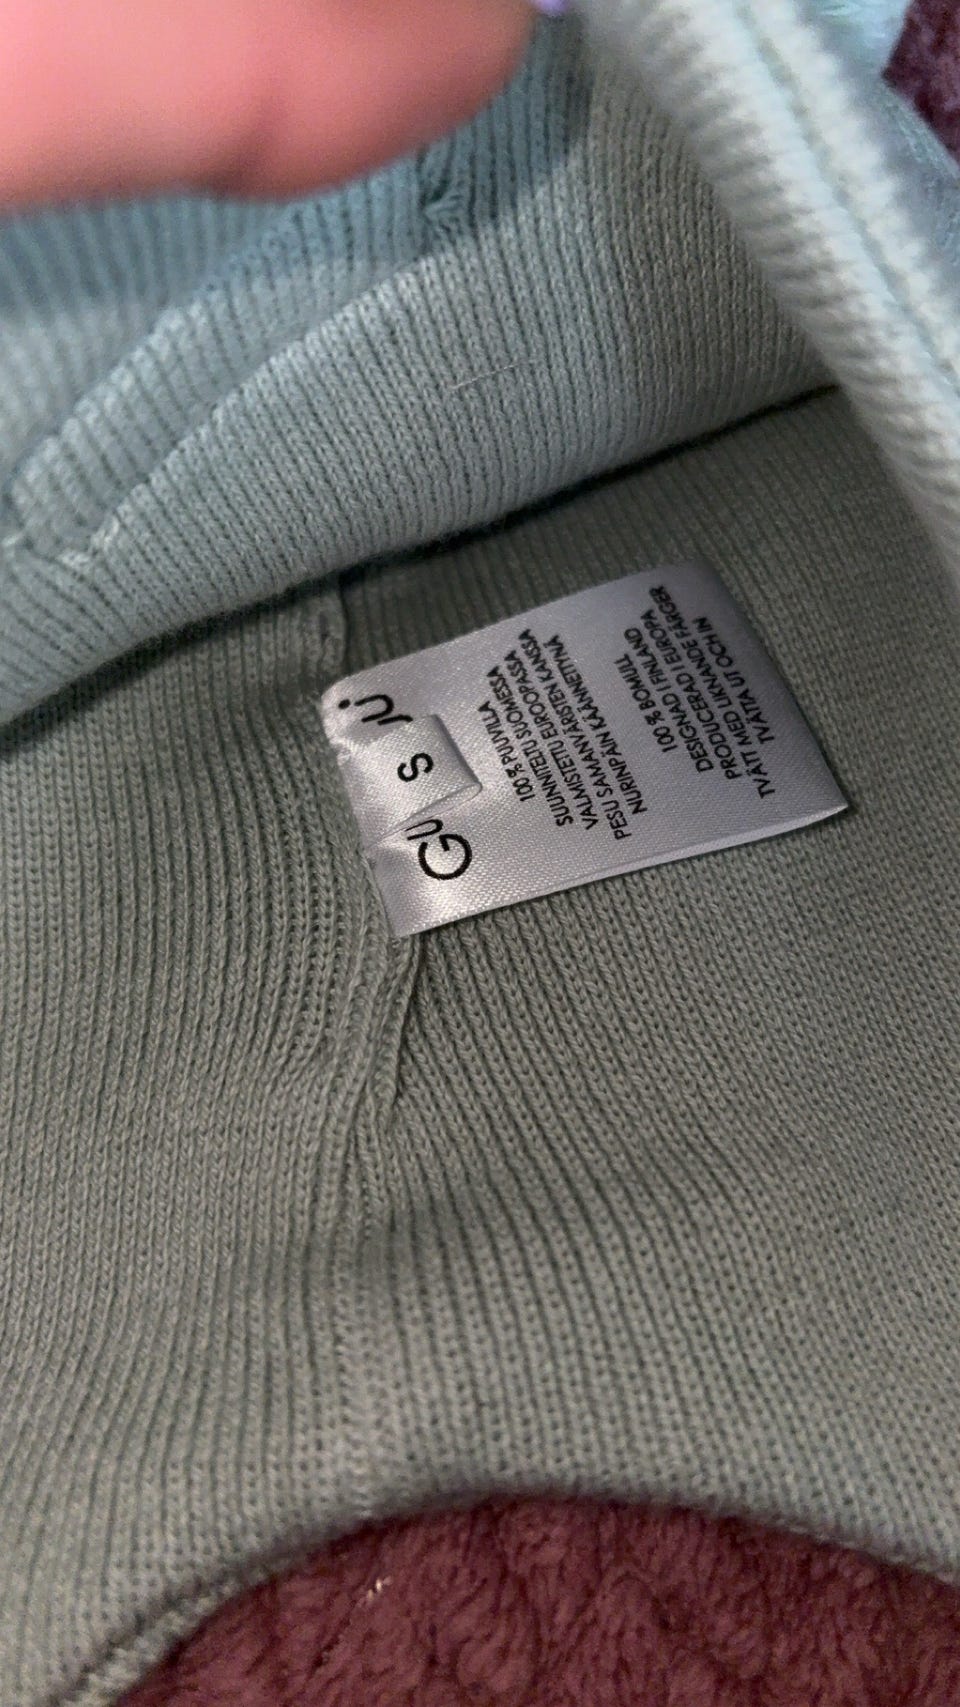 GU
S
JÚ
100 % PUUVILLA
SUUNNITELTU SUOMESSA
VALMISTETTU EUROOPASSA
PESU SAMANVÄRISTEN KANSSA
NURINPÄIN KÄÄNNETTYNÄ
100 % BOMULL
DESIGNAD I FINLAND
PRODUCERAD I EUROPA
TVÄTT MED LIKNANDE FÄRGER
TVÄTTA UT OCH IN